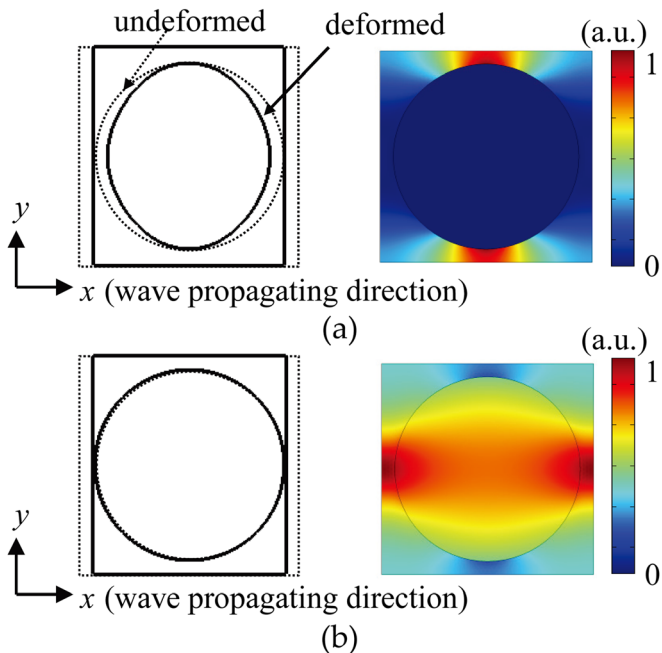 undeformed
deformed
(a.u.)
1
0
y
x (wave propagating direction)
(a)
(a.u.)
1
0
y
x (wave propagating direction)
(b)